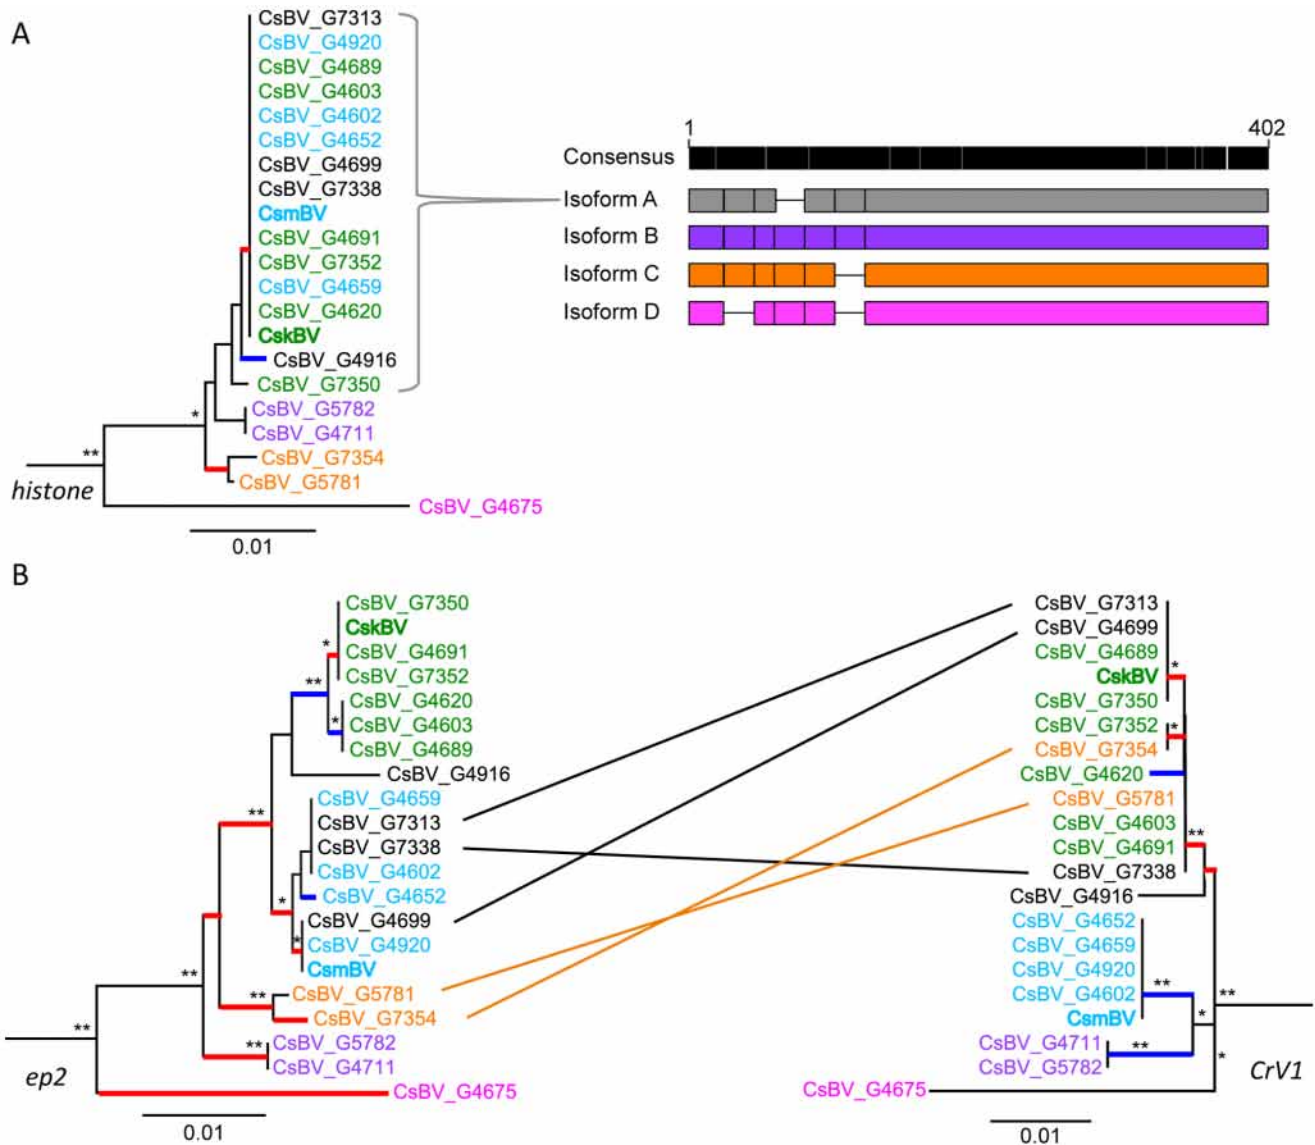 A
CsBV_G7313
CsBV_G4920
CsBV_G4689
CsBV_G4603
CsBV_G4602
CsBV_G4652
CsBV_G4699
CsBV_G7338
CsmBV
CsBV_G4691
CsBV_G7352
CsBV_G4659
CsBV_G4620
CskBV
CsBV_G4916
CsBV_G7350
*
CsBV_G5782
CsBV_G4711
**
CsBV_G7354
CsBV_G5781
histone
CsBV_G4675
0.01
1 402
Consensus
Isoform A
Isoform B
Isoform C
Isoform D
B
CsBV_G7350
CskBV
*
CsBV_G4691
CsBV_G7352
**
CsBV_G4620
*
CsBV_G4603
CsBV_G4689
CsBV_G4916
CsBV_G4659
**
CsBV_G7313
CsBV_G7338
CsBV_G4602
CsBV_G4652
*
CsBV_G4699
*
CsBV_G4920
CsmBV
**
CsBV_G5781
**
CsBV_G7354
**
CsBV_G5782
**
CsBV_G4711
ep2
CsBV_G4675
0.01
CsBV_G7313
CsBV_G4699
CsBV_G4689
*
CskBV
CsBV_G7350
CsBV_G7352
*
CsBV_G7354
CsBV_G4620
CsBV_G5781
CsBV_G4603
**
CsBV_G4691
CsBV_G7338
CsBV_G4916
CsBV_G4652
CsBV_G4659
CsBV_G4920
**
CsBV_G4602
**
CsmBV
*
CsBV_G4711
**
CsBV_G5782
*
CrV1
CsBV_G4675
0.01